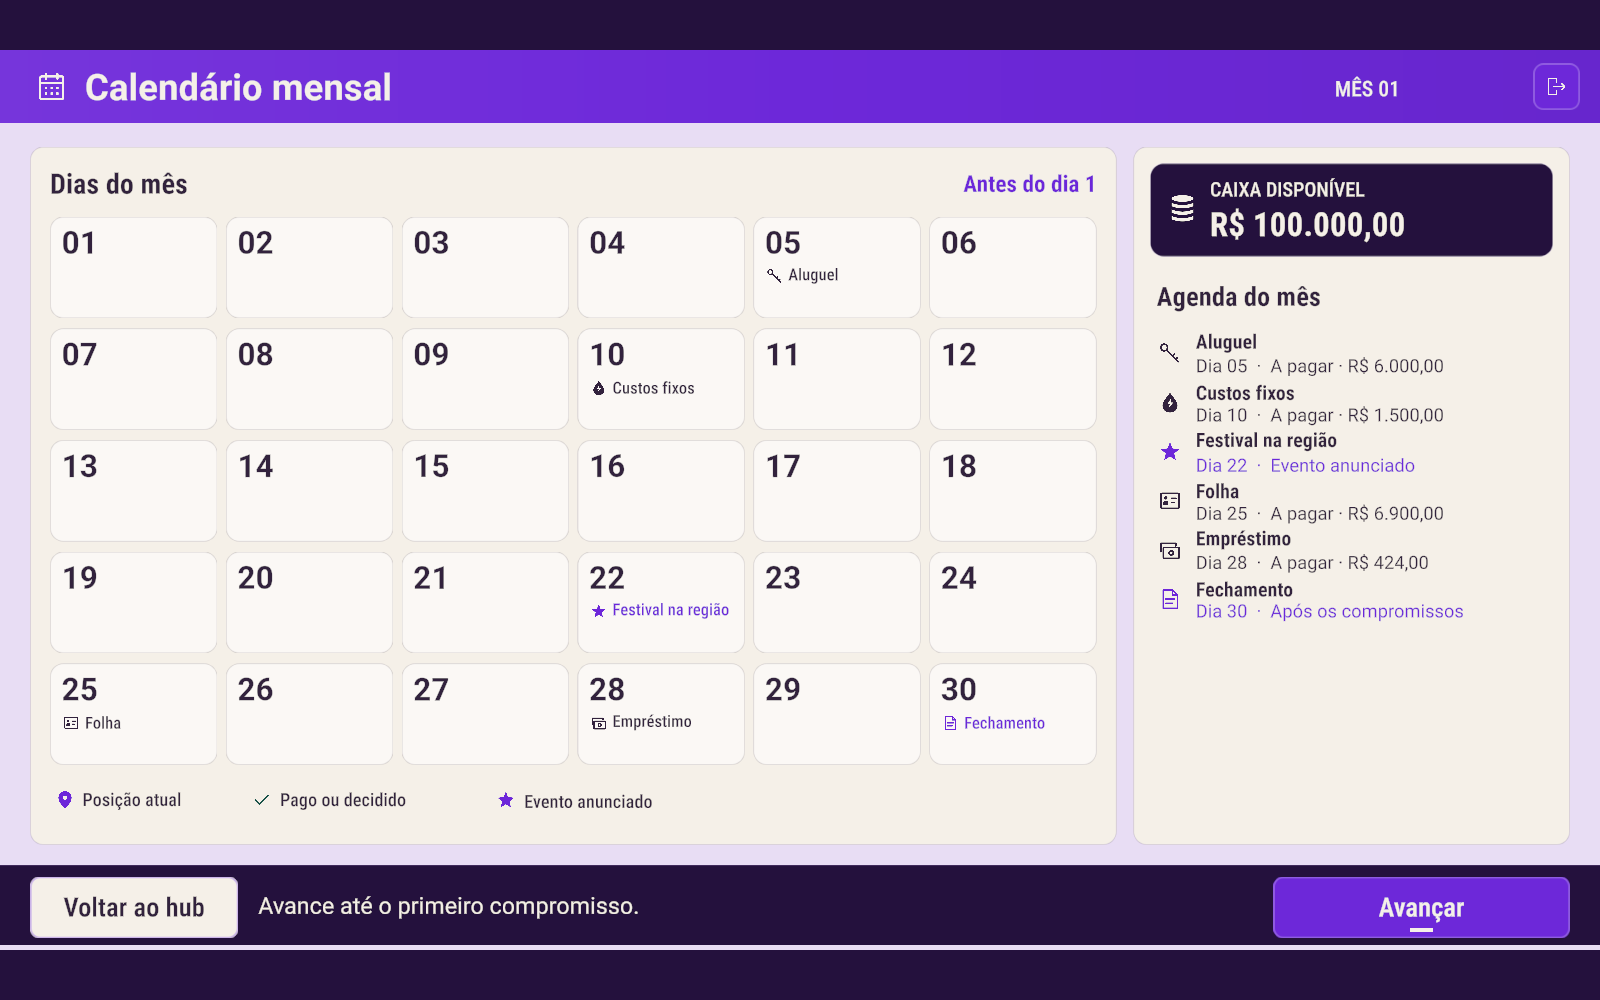 Calendário mensal
MÊS 01
Dias do mês
Antes do dia 1
01
02
03
04
05
Aluguel
06
07
08
09
10
Custos fixos
11
12
13
14
15
16
17
18
19
20
21
22
Festival na região
23
24
25
Folha
26
27
28
Empréstimo
29
30
Fechamento
Posição atual
Pago ou decidido
Evento anunciado
CAIXA DISPONÍVEL
R$ 100.000,00
Agenda do mês
Aluguel
Dia 05 · A pagar · R$ 6.000,00
Custos fixos
Dia 10 · A pagar · R$ 1.500,00
Festival na região
Dia 22 · Evento anunciado
Folha
Dia 25 · A pagar · R$ 6.900,00
Empréstimo
Dia 28 · A pagar · R$ 424,00
Fechamento
Dia 30 · Após os compromissos
Voltar ao hub
Avance até o primeiro compromisso.
Avançar